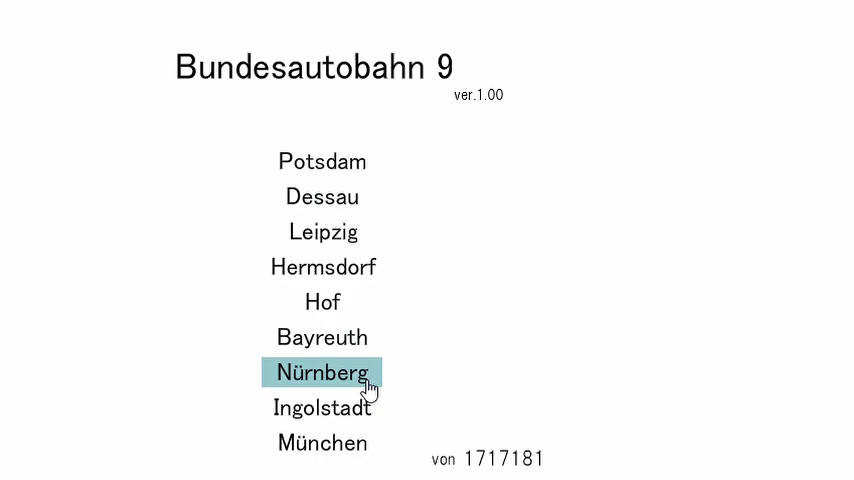 Bundesautobahn 9
ver.1.00
Potsdam
Dessau
Leipzig
Hermsdorf
Hof
Bayreuth
Nürnberg
Ingolstadt
München
von 1717181